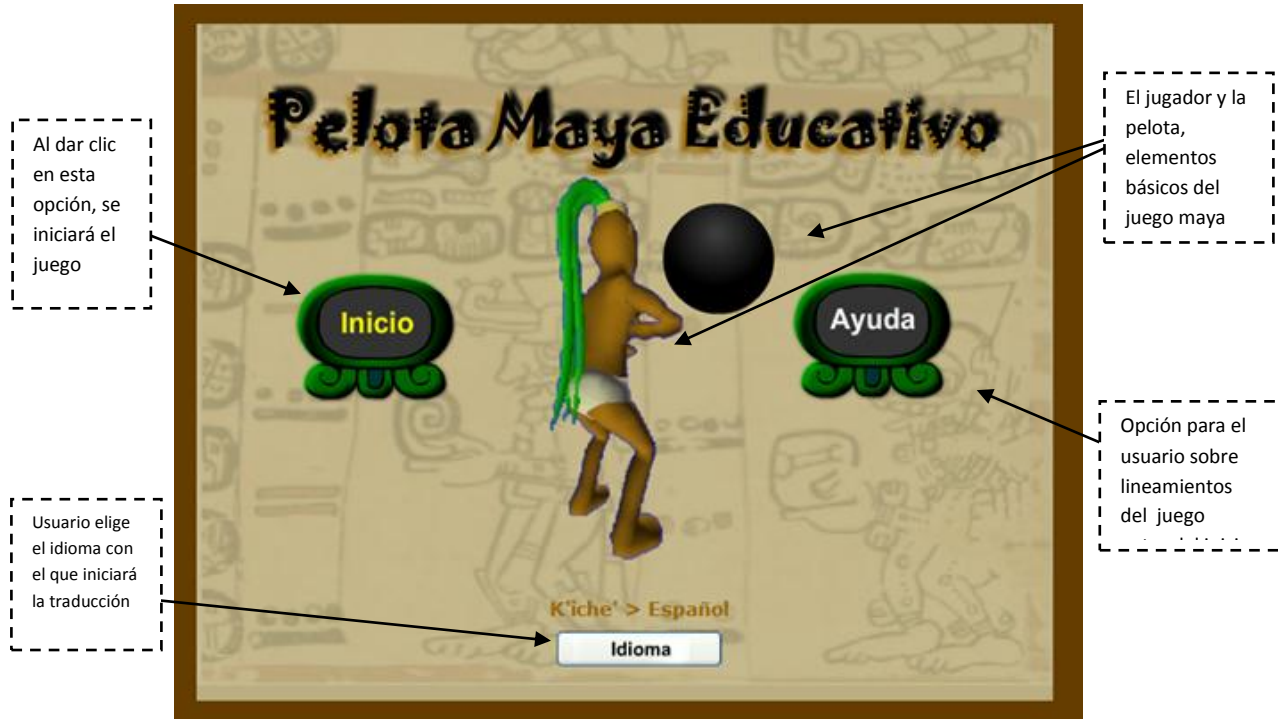 Pelota Maya Educativo
Al dar clic
en esta
opción, se
iniciará el
juego
El jugador y la
pelota,
elementos
básicos del
juego maya
Inicio
Ayuda
Opción para el
usuario sobre
lineamientos
del juego
Usuario elige
el idioma con
el que iniciará
la traducción
K'iche' > Español
Idioma